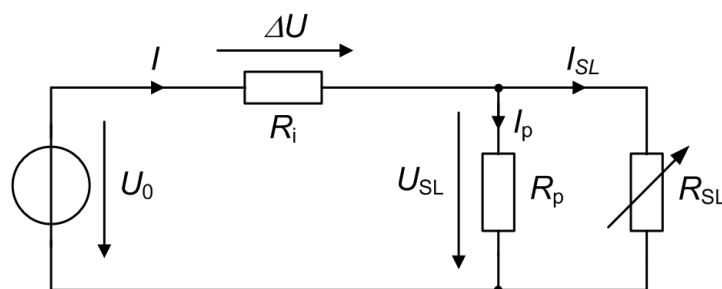 ΔU
I
I_SL
R_i
I_p
U_0
U_SL
R_p
R_SL